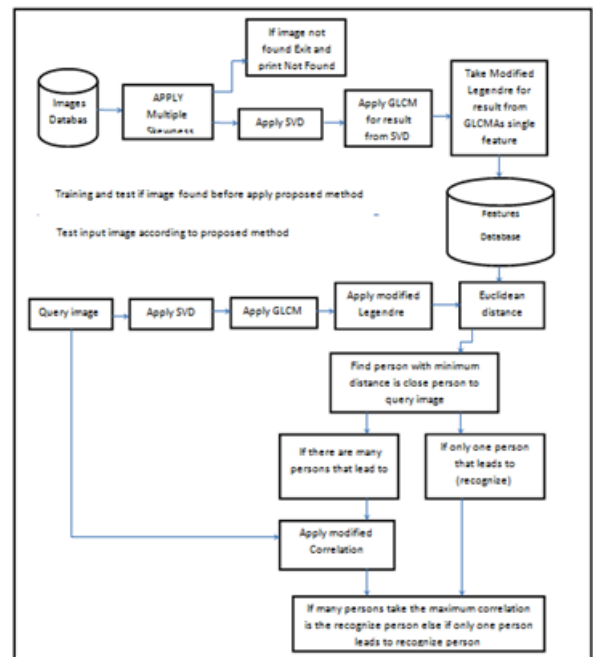 If image not
found Exit and
print Not Found
Images
Databas
APPLY
Multiple
Skewness
Apply SVD
Apply GLCM
for result
from SVD
Take Modified
Legendre for
result from
GLCMAs single
feature
Training and test if image found before apply proposed method
Test input image according to proposed method
Features
Database
Query image
Apply SVD
Apply GLCM
Apply modified
Legendre
Euclidean
distance
Find person with minimum
distance is close person to
query image
If there are many
persons that lead to
If only one person
that leads to
(recognize)
Apply modified
Correlation
If many persons take the maximum correlation
is the recognize person else if only one person
leads to recognize person